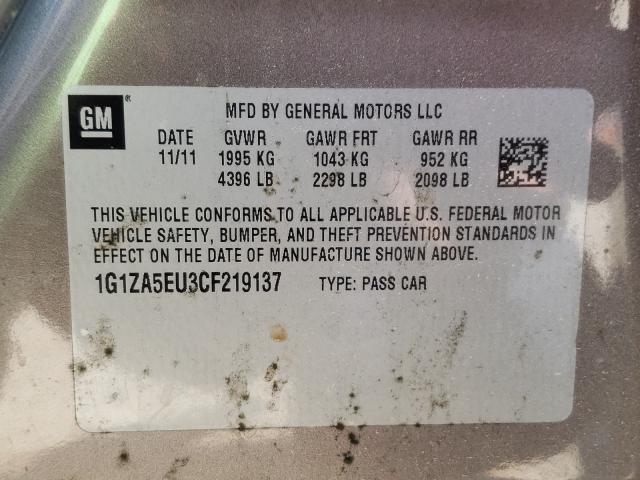 GM ®
MFD BY GENERAL MOTORS LLC
DATE GVWR GAWR FRT GAWR RR
11/11 1995 KG 1043 KG 952 KG
4396 LB 2298 LB 2098 LB
THIS VEHICLE CONFORMS TO ALL APPLICABLE U.S. FEDERAL MOTOR
VEHICLE SAFETY, BUMPER, AND THEFT PREVENTION STANDARDS IN
EFFECT ON THE DATE OF MANUFACTURE SHOWN ABOVE.
1G1ZA5EU3CF219137 TYPE: PASS CAR